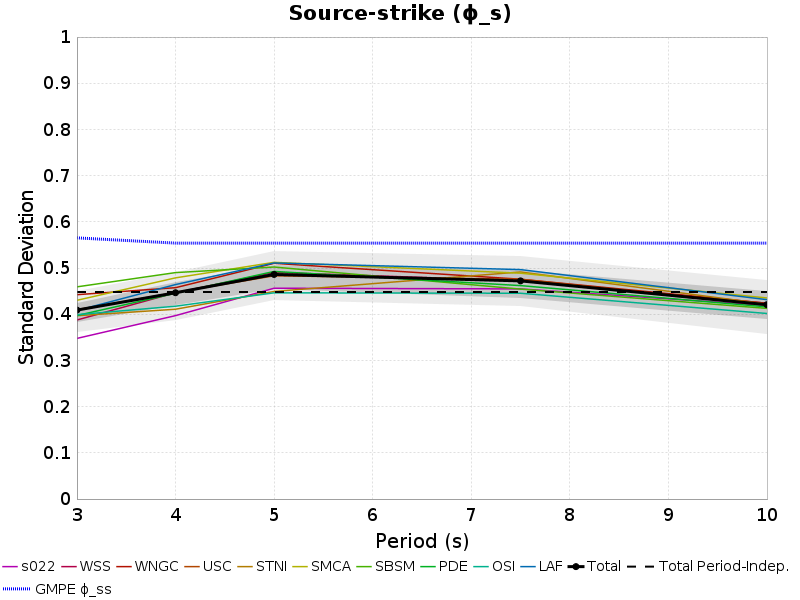 Source-strike (ϕ_s)
Standard Deviation
1
0.9
0.8
0.7
0.6
0.5
0.4
0.3
0.2
0.1
0
3 4 5 6 7 8 9 10
Period (s)
s022 WSS WNGC USC STNI SMCA SBSM PDE OSI LAF Total Total Period-Indep.
GMPE ϕ_ss